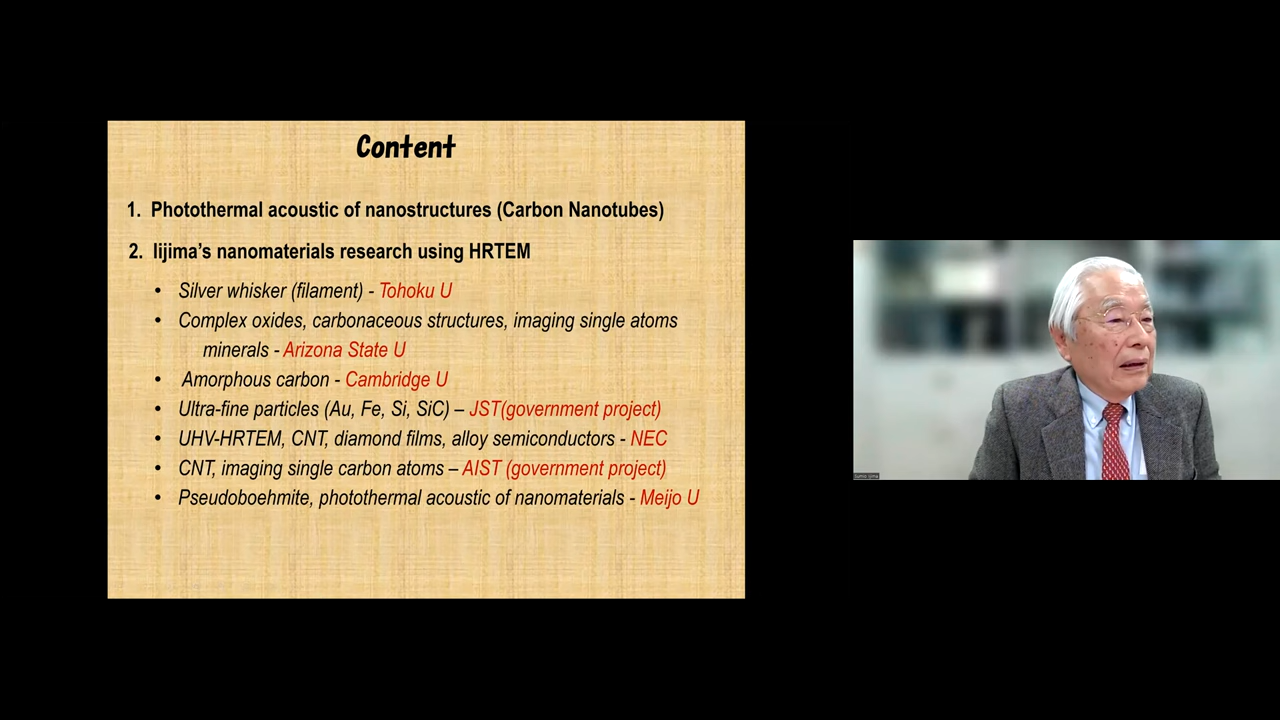 Content
1. Photothermal acoustic of nanostructures (Carbon Nanotubes)
2. Iijima's nanomaterials research using HRTEM
• Silver whisker (filament) - Tohoku U
• Complex oxides, carbonaceous structures, imaging single atoms
minerals - Arizona State U
• Amorphous carbon - Cambridge U
• Ultra-fine particles (Au, Fe, Si, SiC) – JST(government project)
• UHV-HRTEM, CNT, diamond films, alloy semiconductors - NEC
• CNT, imaging single carbon atoms – AIST (government project)
• Pseudoboehmite, photothermal acoustic of nanomaterials - Meijo U